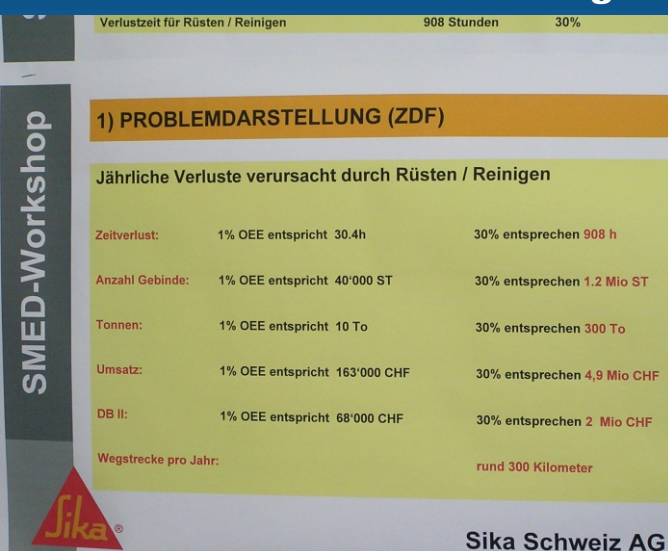 Verlustzeit für Rüsten / Reinigen 908 Stunden 30%
SMED-Workshop
1) PROBLEMDARSTELLUNG (ZDF)
Jährliche Verluste verursacht durch Rüsten / Reinigen
Zeitverlust: 1% OEE entspricht 30.4h 30% entsprechen 908 h
Anzahl Gebinde: 1% OEE entspricht 40'000 ST 30% entsprechen 1.2 Mio ST
Tonnen: 1% OEE entspricht 10 To 30% entsprechen 300 To
Umsatz: 1% OEE entspricht 163'000 CHF 30% entsprechen 4,9 Mio CHF
DB II: 1% OEE entspricht 68'000 CHF 30% entsprechen 2 Mio CHF
Wegstrecke pro Jahr: rund 300 Kilometer
Sika ®
Sika Schweiz AG